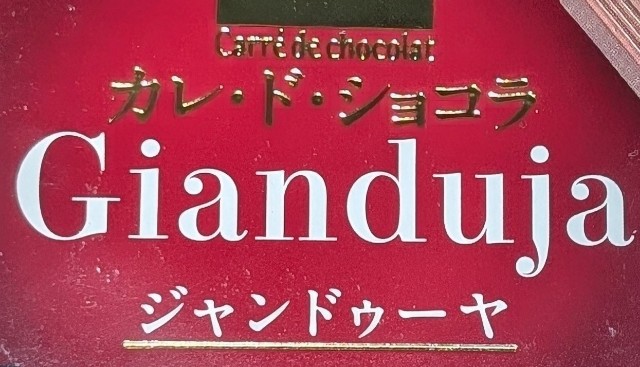 Carré de chocolat
カレ・ド・ショコラ
Gianduja
ジャンドゥーヤ